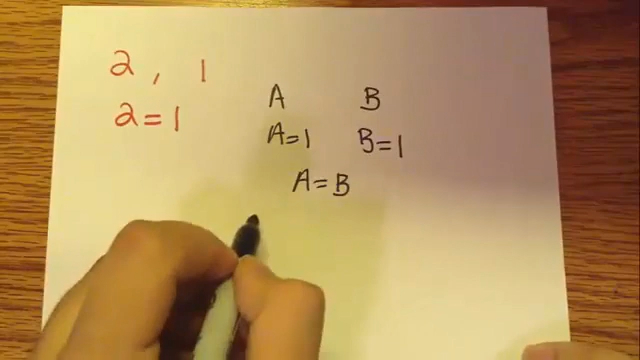 2 , 1
2 = 1
A B
A=1 B=1
A=B